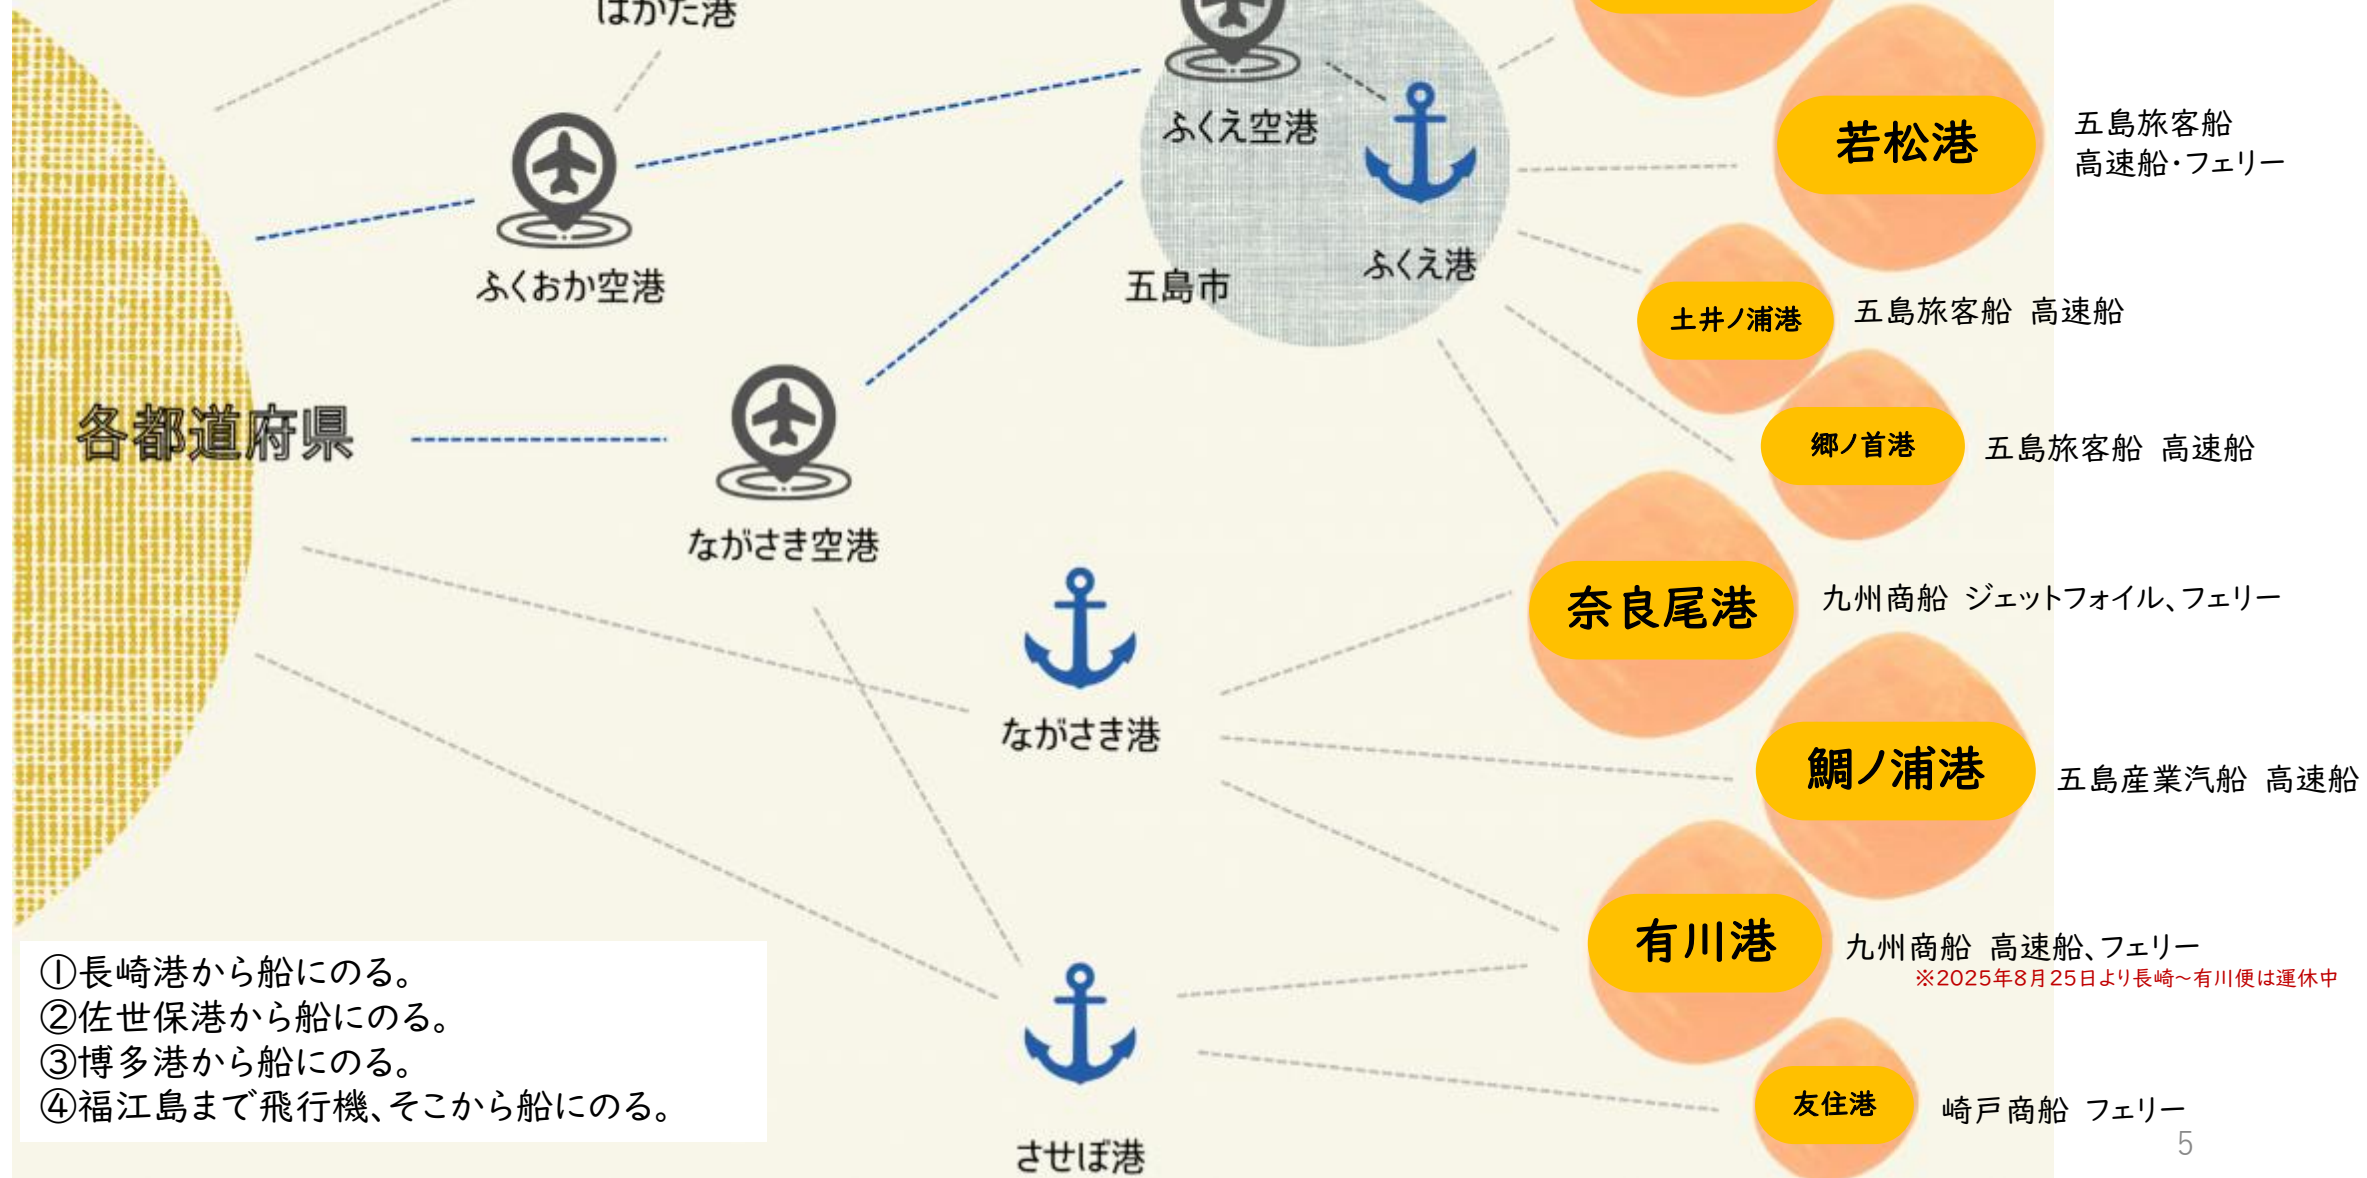 はかた港
ふくえ空港
若松港
五島旅客船
高速船・フェリー
ふくおか空港
五島市
ふくえ港
土井ノ浦港
五島旅客船 高速船
各都道府県
郷ノ首港
五島旅客船 高速船
ながさき空港
奈良尾港
九州商船 ジェットフォイル、フェリー
ながさき港
鯛ノ浦港
五島産業汽船 高速船
有川港
九州商船 高速船、フェリー
※2025年8月25日より長崎~有川便は運休中
①長崎港から船にのる。
②佐世保港から船にのる。
③博多港から船にのる。
④福江島まで飛行機、そこから船にのる。
友住港
崎戸商船 フェリー
させぼ港
5